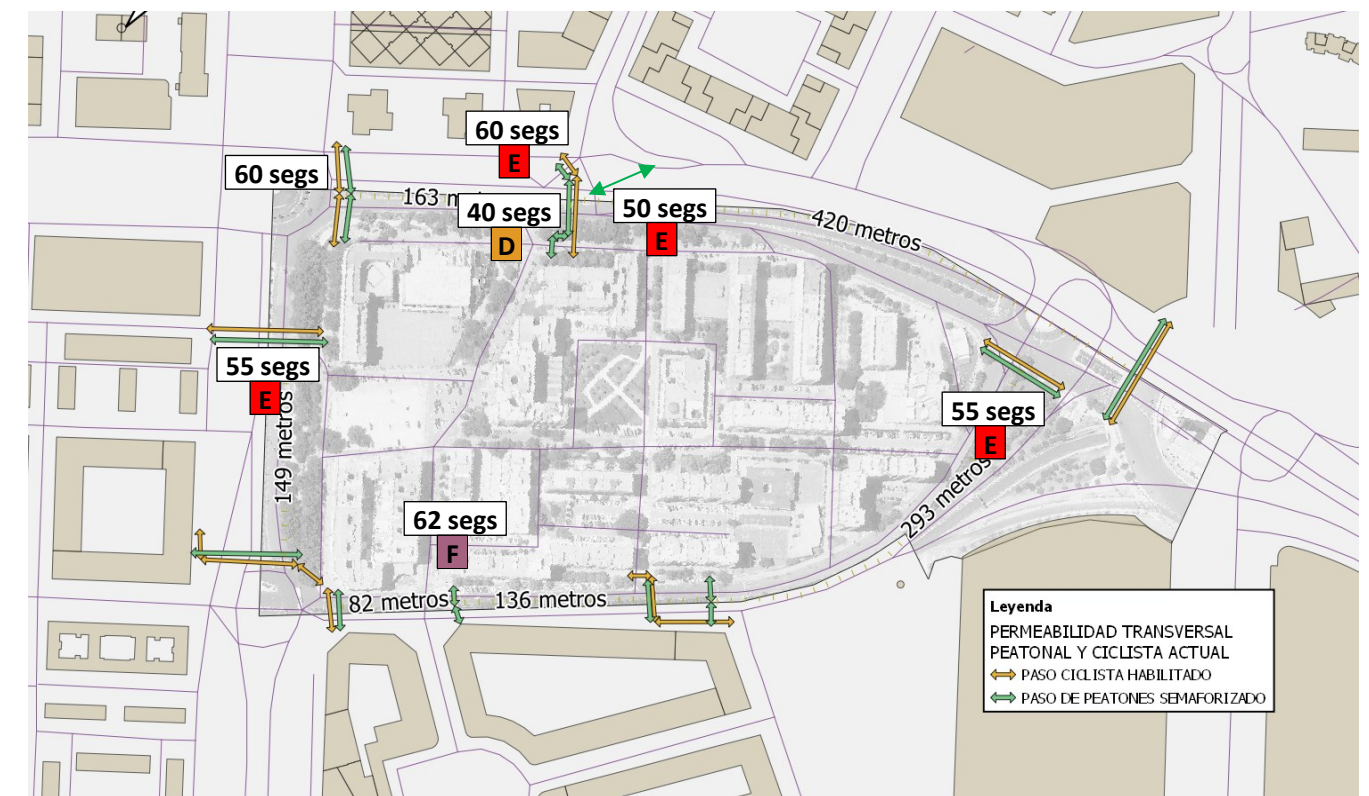 60 segs
E
60 segs
163 m
40 segs
D
50 segs
E
420 metros
55 segs
E
149 metros
55 segs
E
293 metros
62 segs
F
82 metros
136 metros
Leyenda
PERMEABILIDAD TRANSVERSAL
PEATONAL Y CICLISTA ACTUAL
PASO CICLISTA HABILITADO
PASO DE PEATONES SEMAFORIZADO